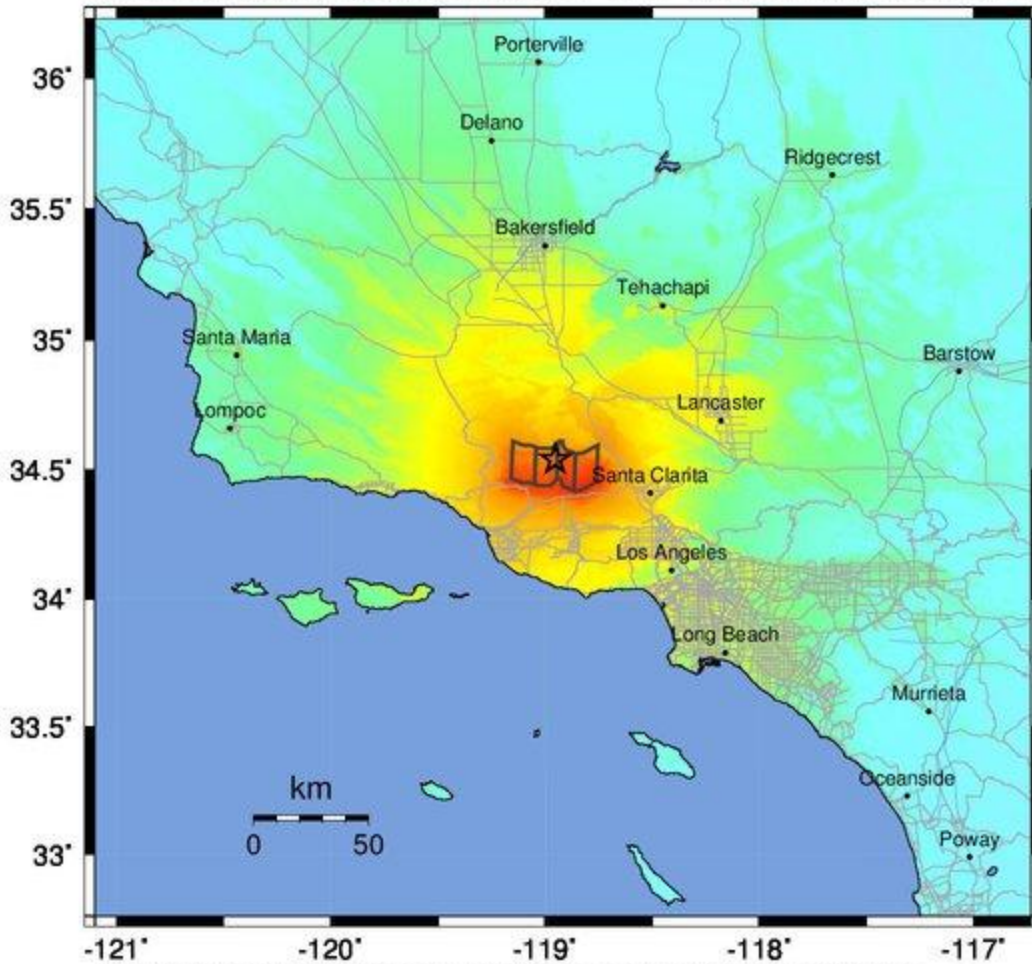 Porterville
36°
Delano
Ridgecrest
35.5°
Bakersfield
Tehachapi
35°
Santa Maria
Barstow
Lompoc
Lancaster
34.5°
Santa Clarita
Los Angeles
34°
Long Beach
Murrieta
33.5°
Oceanside
km
0 50
Poway
33°
-121° -120° -119° -118° -117°